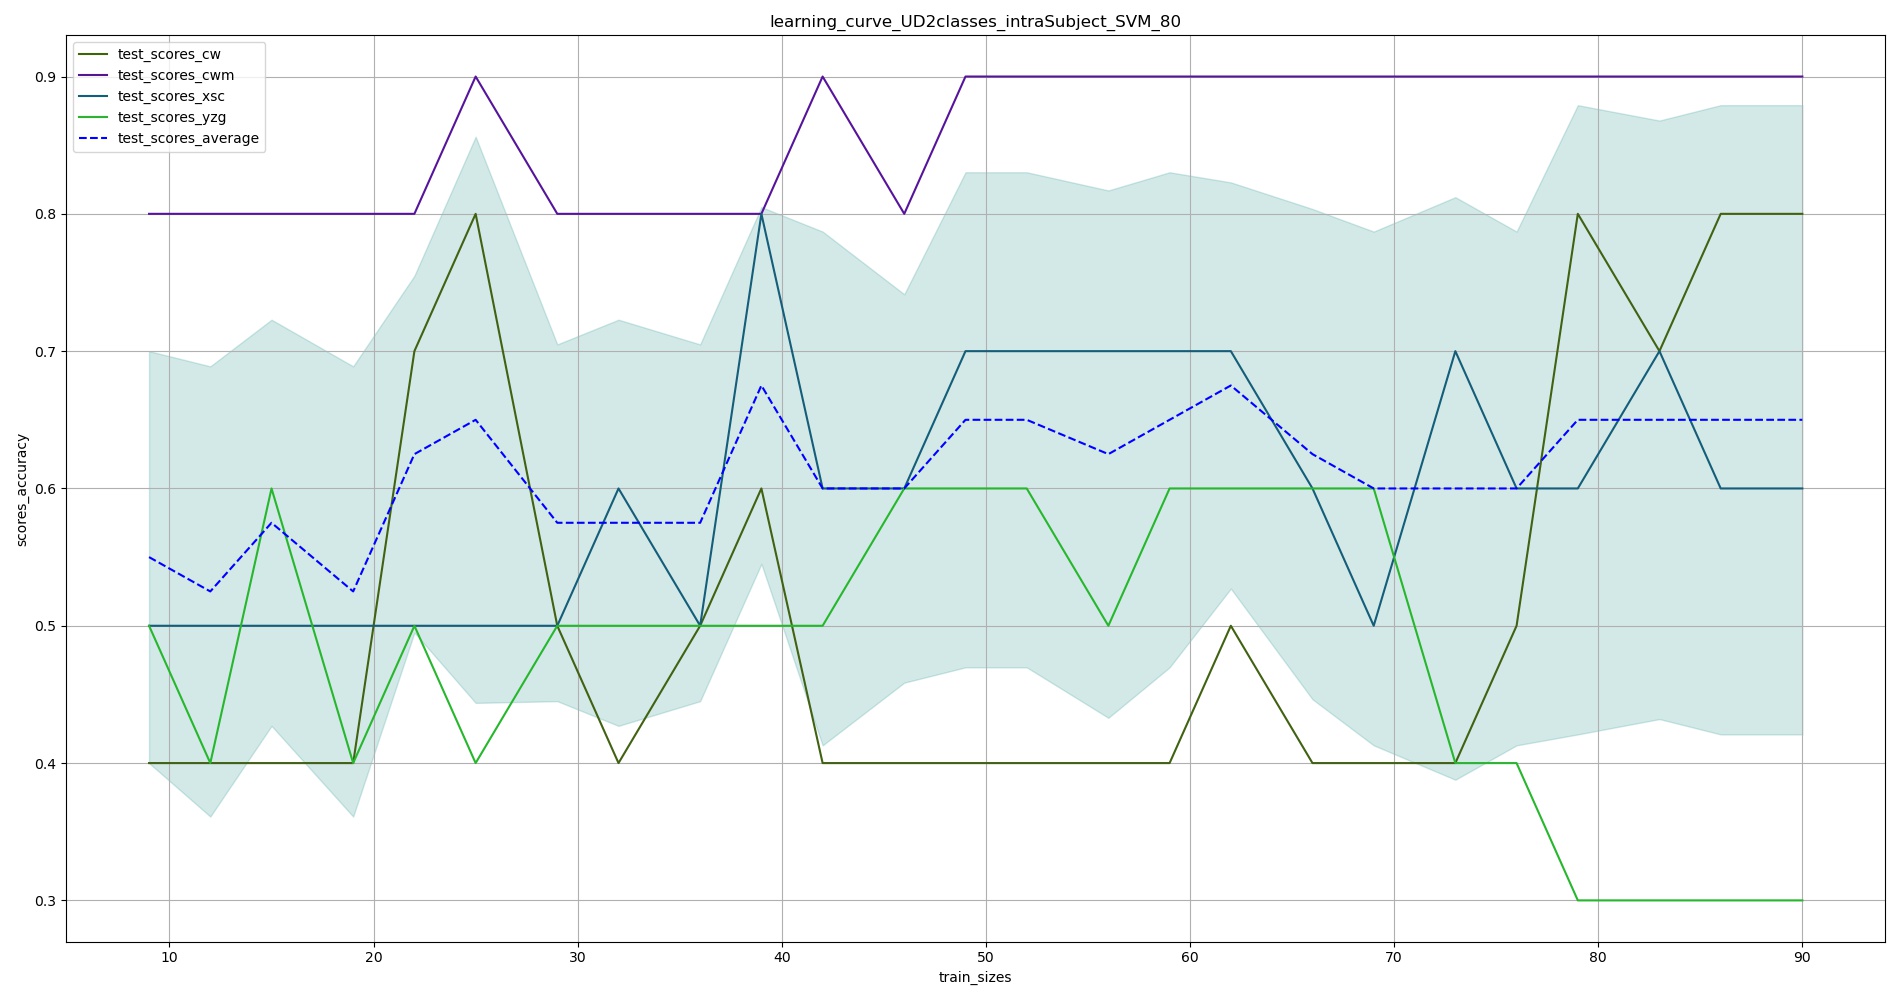 learning_curve_UD2classes_intraSubject_SVM_80
test_scores_cw
test_scores_cwm
test_scores_xsc
test_scores_yzg
test_scores_average
scores_accuracy
0.9
0.8
0.7
0.6
0.5
0.4
0.3
10 20 30 40 50 60 70 80 90
train_sizes